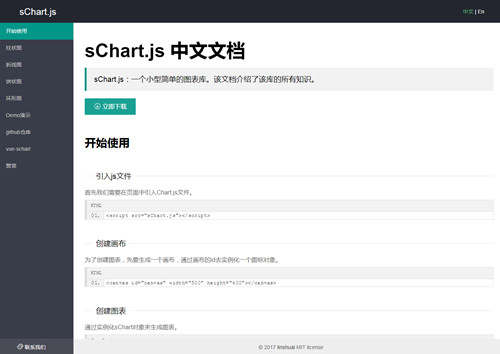 sChart.js
中文 | En
开始使用
柱状图
折线图
饼状图
环形图
Demo演示
github仓库
vue-schart
赞赏
联系我们
sChart.js 中文文档
sChart.js：一个小型简单的图表库。该文档介绍了该库的所有知识。
立即下载
开始使用
引入js文件
首先我们需要在页面中引入Chart.js文件。
HTML
01. <script src="sChart.js"></script>
创建画布
为了创建图表，先要生成一个画布，通过画布的id去实例化一个图标对象。
HTML
01. <canvas id="canvas" width="500" height="400"></canvas>
创建图表
通过实例化sChart对象来生成图表。
© 2017 linshuai MIT license